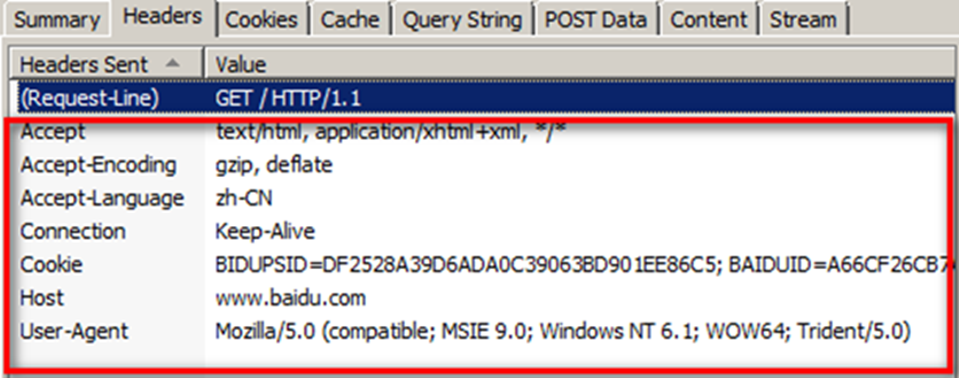 Summary Headers Cookies Cache Query String POST Data Content Stream
Headers Sent Value
(Request-Line) GET / HTTP/1.1
Accept text/html, application/xhtml+xml, */*
Accept-Encoding gzip, deflate
Accept-Language zh-CN
Connection Keep-Alive
Cookie BIDUPSID=DF2528A39D6ADA0C39063BD901EE86C5; BAIDUID=A66CF26CB7
Host www.baidu.com
User-Agent Mozilla/5.0 (compatible; MSIE 9.0; Windows NT 6.1; WOW64; Trident/5.0)